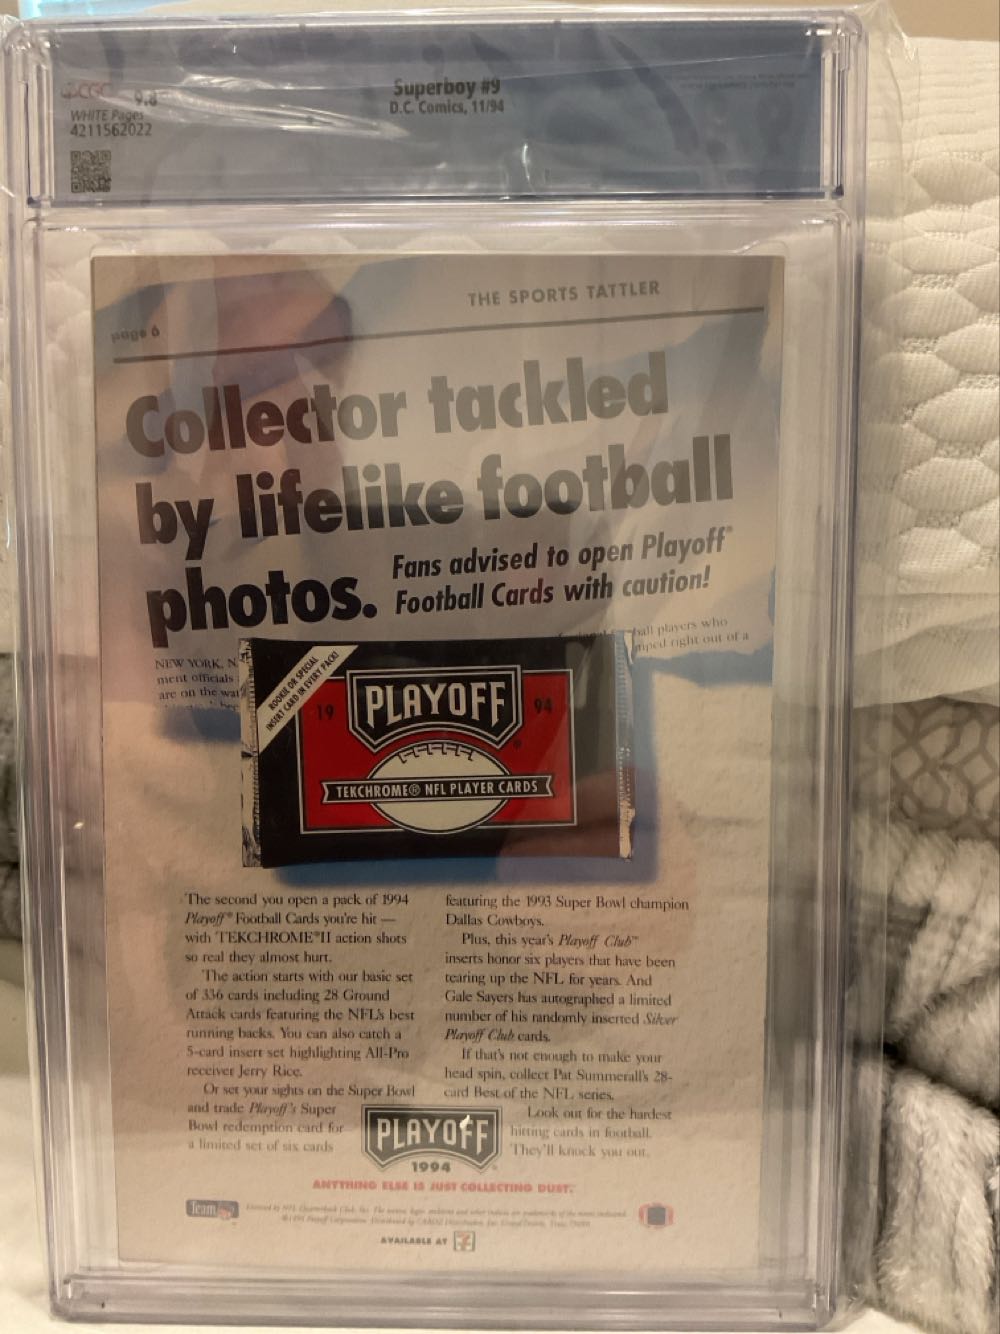 CGC 9.8
WHITE Pages
4211562022
Superboy #9
D.C. Comics, 11/94
THE SPORTS TATTLER
page 6
Collector tackled
by lifelike football
photos.
Fans advised to open Playoff®
Football Cards with caution!
NEW YORK, N
ment officials
are on the
ball players who
mped right out of a
ROOKIE OR SPECIAL
INSERT CARD IN EVERY PACK!
19 PLAYOFF 94
TEKCHROME® NFL PLAYER CARDS
The second you open a pack of 1994
Playoff® Football Cards you're hit —
with TEKCHROME®II action shots
so real they almost hurt.
The action starts with our basic set
of 336 cards including 28 Ground
Attack cards featuring the NFL's best
running backs. You can also catch a
5-card insert set highlighting All-Pro
receiver Jerry Rice.
Or set your sights on the Super Bowl
and trade Playoff's Super
Bowl redemption card for
a limited set of six cards
featuring the 1993 Super Bowl champion
Dallas Cowboys.
Plus, this year's Playoff Club™
inserts honor six players that have been
tearing up the NFL for years. And
Gale Sayers has autographed a limited
number of his randomly inserted Silver
Playoff Club cards.
If that's not enough to make your
head spin, collect Pat Summerall's 28-
card Best of the NFL series.
Look out for the hardest
hitting cards in football.
They'll knock you out.
PLAYOFF
1994
ANYTHING ELSE IS JUST COLLECTING DUST.™
Team NFL
AVAILABLE AT 7